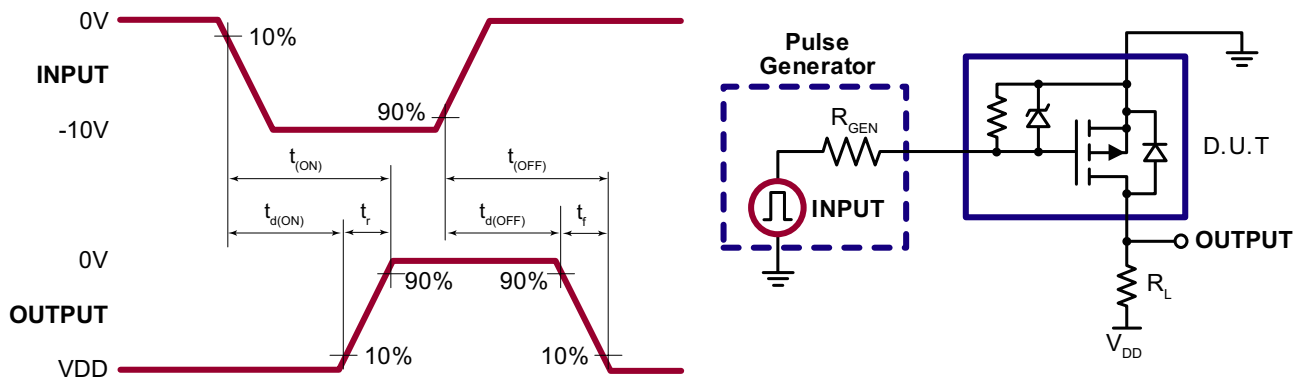 0V
10%
INPUT
90%
-10V
t(ON)
t(OFF)
td(ON)
tr
td(OFF)
tf
0V
90%
90%
OUTPUT
10%
10%
VDD
Pulse
Generator
RGEN
D.U.T
INPUT
OUTPUT
RL
VDD